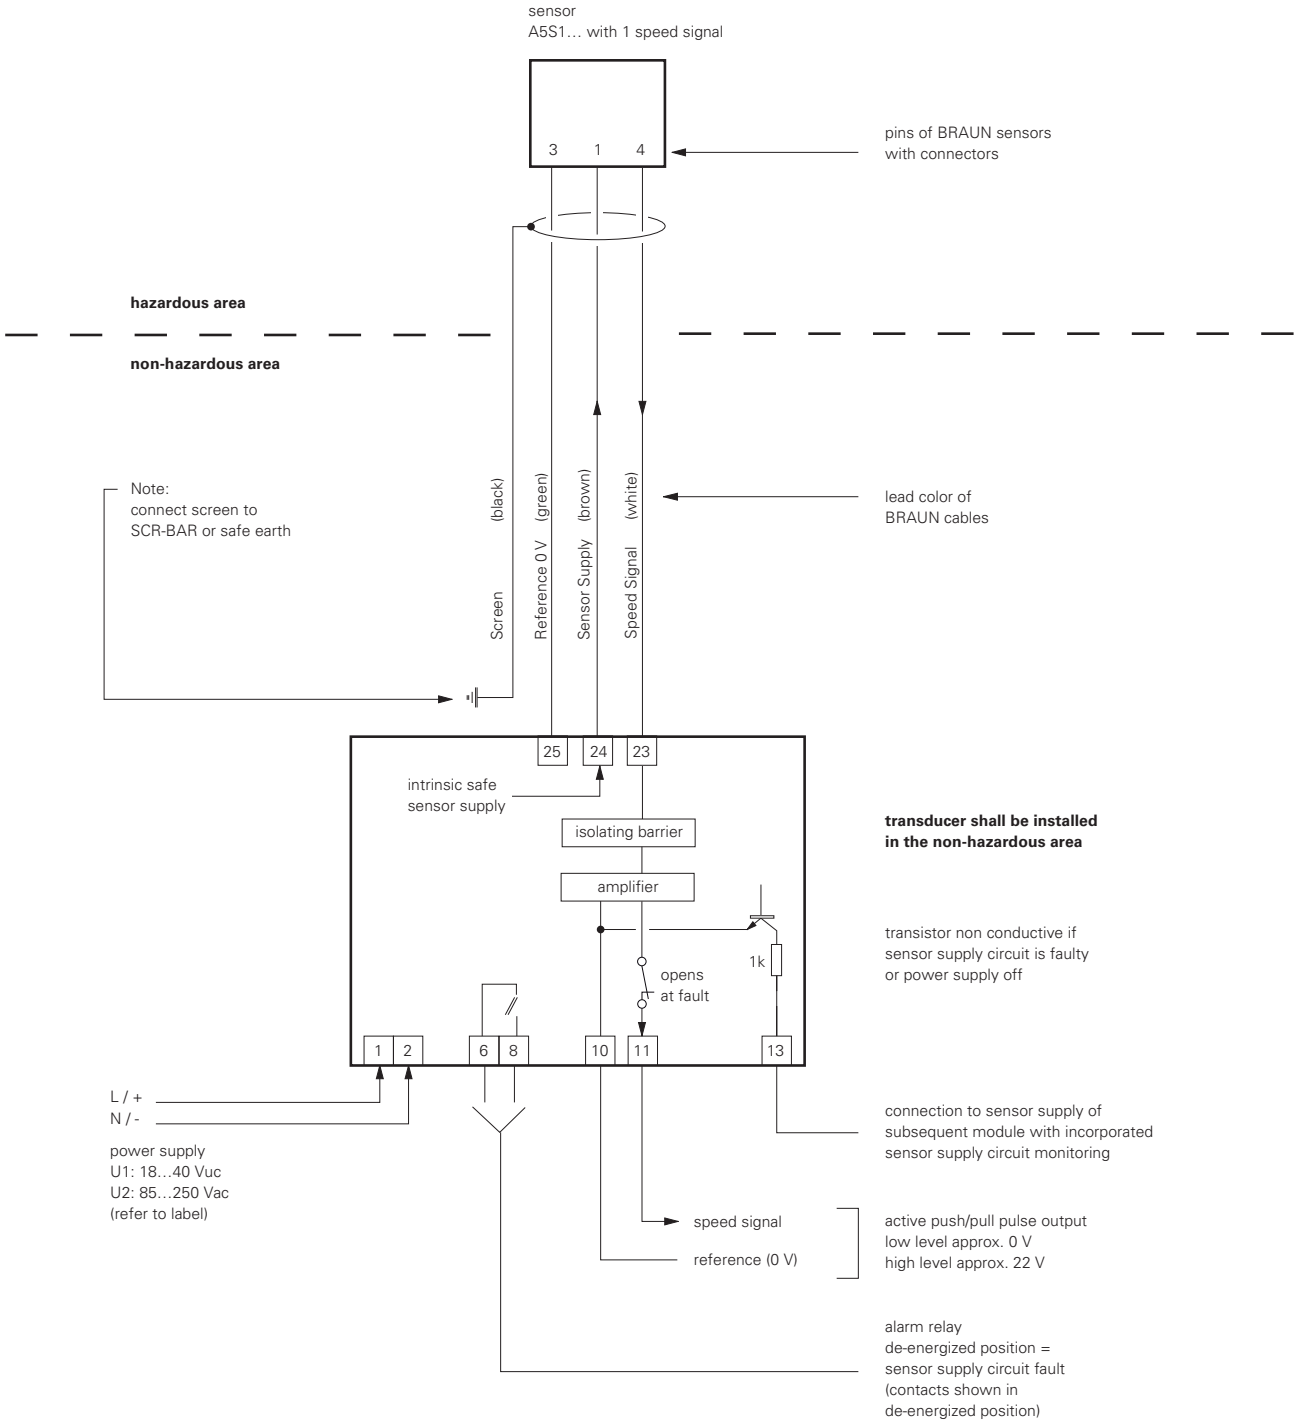 sensor
A5S1... with 1 speed signal
3 1 4
pins of BRAUN sensors
with connectors
hazardous area
non-hazardous area
Note:
connect screen to
SCR-BAR or safe earth
Screen (black)
Reference 0 V (green)
Sensor Supply (brown)
Speed Signal (white)
lead color of
BRAUN cables
25 24 23
intrinsic safe
sensor supply
isolating barrier
amplifier
transducer shall be installed
in the non-hazardous area
transistor non conductive if
sensor supply circuit is faulty
or power supply off
1k
opens
at fault
1 2 6 8 10 11 13
L / +
N / -
power supply
U1: 18...40 Vuc
U2: 85...250 Vac
(refer to label)
connection to sensor supply of
subsequent module with incorporated
sensor supply circuit monitoring
speed signal
reference (0 V)
active push/pull pulse output
low level approx. 0 V
high level approx. 22 V
alarm relay
de-energized position =
sensor supply circuit fault
(contacts shown in
de-energized position)